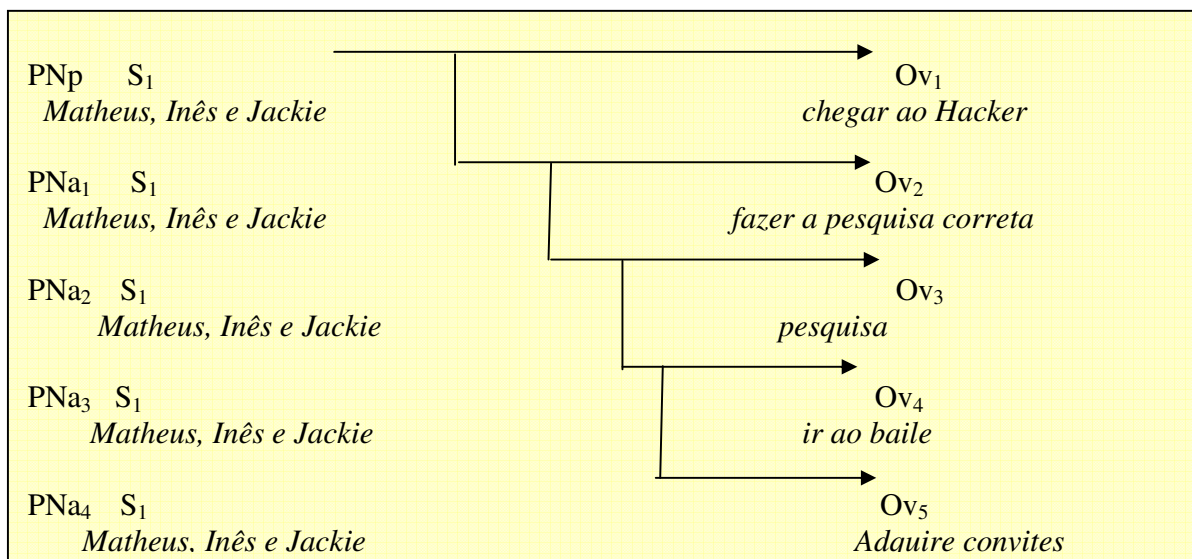 PNp S₁ Ov₁
Matheus, Inês e Jackie chegar ao Hacker
PNa₁ S₁ Ov₂
Matheus, Inês e Jackie fazer a pesquisa correta
PNa₂ S₁ Ov₃
Matheus, Inês e Jackie pesquisa
PNa₃ S₁ Ov₄
Matheus, Inês e Jackie ir ao baile
PNa₄ S₁ Ov₅
Matheus, Inês e Jackie Adquire convites